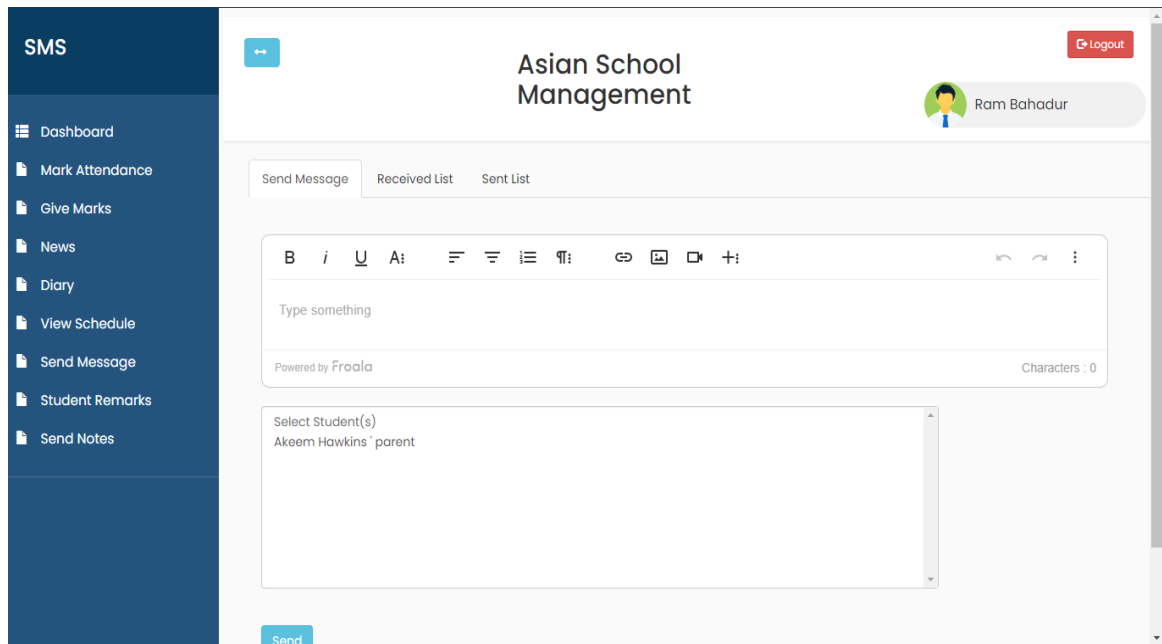 SMS
Logout
Asian School
Management
Ram Bahadur
Dashboard
Mark Attendance
Give Marks
News
Diary
View Schedule
Send Message
Student Remarks
Send Notes
Send Message Received List Sent List
B i U A
Type something
Powered by Froala Characters : 0
Select Student(s)
Akeem Hawkins ' parent
Send